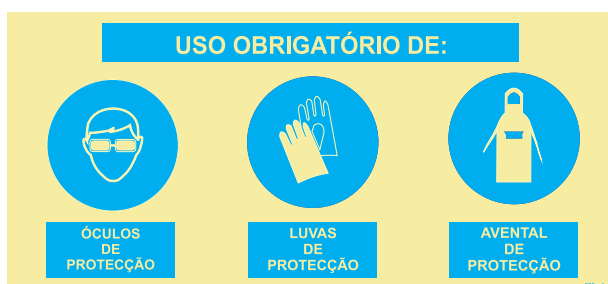 USO OBRIGATÓRIO DE:
ÓCULOS
DE
PROTECÇÃO
LUVAS
DE
PROTECÇÃO
AVENTAL
DE
PROTECÇÃO